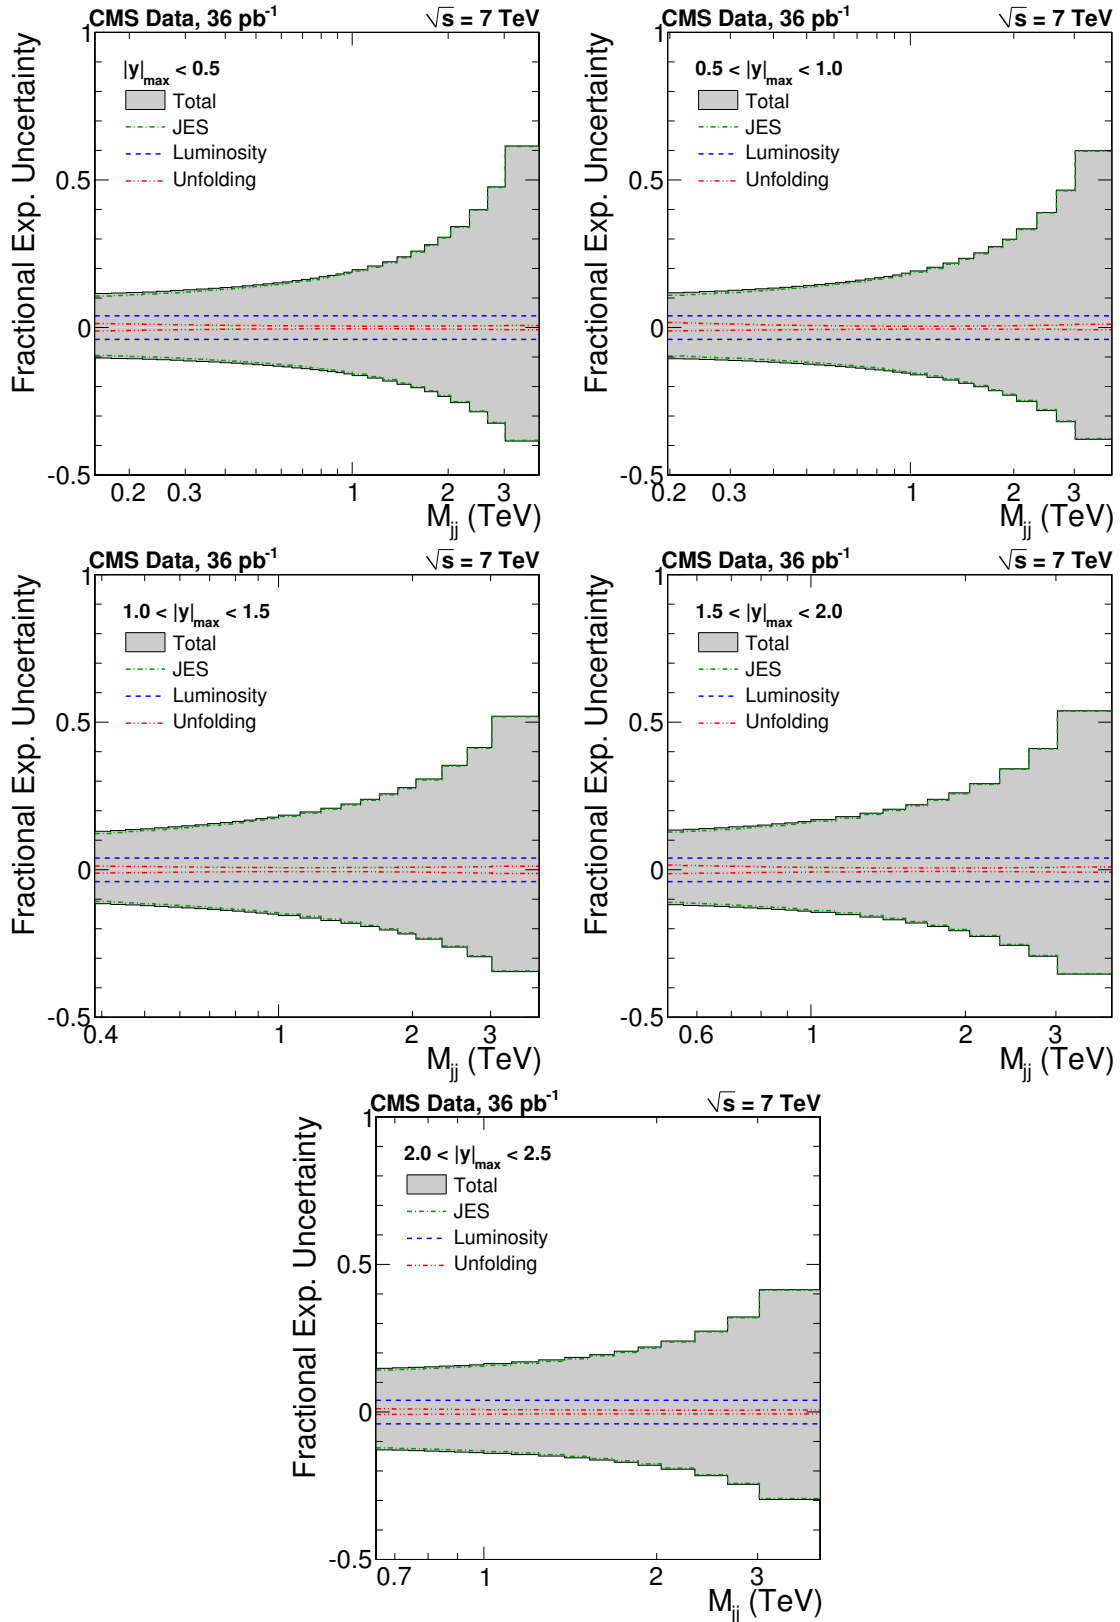 CMS Data, 36 pb⁻¹ √s = 7 TeV
|y|max < 0.5
Total
JES
Luminosity
Unfolding
Fractional Exp. Uncertainty
1
0.5
0
-0.5
0.2 0.3 1 2 3
Mjj (TeV)
CMS Data, 36 pb⁻¹ √s = 7 TeV
0.5 < |y|max < 1.0
Total
JES
Luminosity
Unfolding
Fractional Exp. Uncertainty
1
0.5
0
-0.5
0.2 0.3 1 2 3
Mjj (TeV)
CMS Data, 36 pb⁻¹ √s = 7 TeV
1.0 < |y|max < 1.5
Total
JES
Luminosity
Unfolding
Fractional Exp. Uncertainty
1
0.5
0
-0.5
0.4 1 2 3
Mjj (TeV)
CMS Data, 36 pb⁻¹ √s = 7 TeV
1.5 < |y|max < 2.0
Total
JES
Luminosity
Unfolding
Fractional Exp. Uncertainty
1
0.5
0
-0.5
0.6 1 2 3
Mjj (TeV)
CMS Data, 36 pb⁻¹ √s = 7 TeV
2.0 < |y|max < 2.5
Total
JES
Luminosity
Unfolding
Fractional Exp. Uncertainty
1
0.5
0
-0.5
0.7 1 2 3
Mjj (TeV)